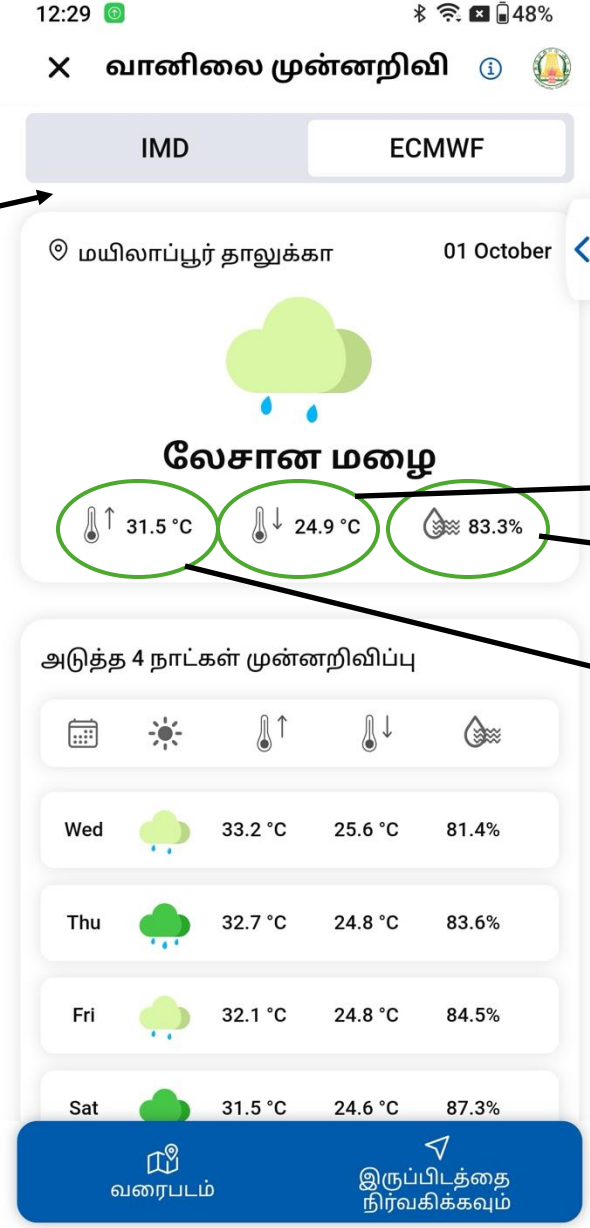 12:29 48%
வானிலை முன்னறிவி
IMD ECMWF
மயிலாப்பூர் தாலுக்கா 01 October
லேசான மழை
31.5 °C 24.9 °C 83.3%
அடுத்த 4 நாட்கள் முன்னறிவிப்பு
Wed 33.2 °C 25.6 °C 81.4%
Thu 32.7 °C 24.8 °C 83.6%
Fri 32.1 °C 24.8 °C 84.5%
Sat 31.5 °C 24.6 °C 87.3%
வரைபடம்
இருப்பிடத்தை
நிர்வகிக்கவும்